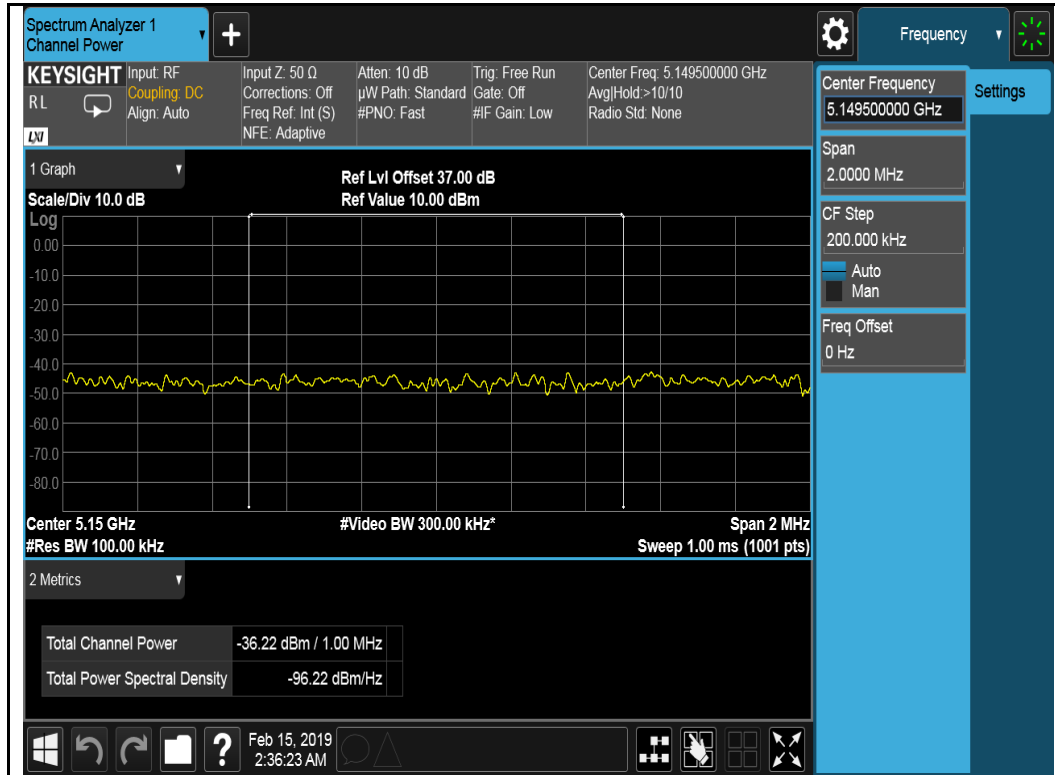 Spectrum Analyzer 1
Channel Power
+
Frequency
KEYSIGHT
RL
LXI
Input: RF
Coupling: DC
Align: Auto
Input Z: 50 Ω
Corrections: Off
Freq Ref: Int (S)
NFE: Adaptive
Atten: 10 dB
µW Path: Standard
#PNO: Fast
Trig: Free Run
Gate: Off
#IF Gain: Low
Center Freq: 5.149500000 GHz
Avg|Hold:>10/10
Radio Std: None
Center Frequency
5.149500000 GHz
Settings
Span
2.0000 MHz
CF Step
200.000 kHz
Auto
Man
Freq Offset
0 Hz
1 Graph
Scale/Div 10.0 dB
Ref Lvl Offset 37.00 dB
Ref Value 10.00 dBm
Log
0.00
-10.0
-20.0
-30.0
-40.0
-50.0
-60.0
-70.0
-80.0
Center 5.15 GHz
#Video BW 300.00 kHz*
Span 2 MHz
#Res BW 100.00 kHz
Sweep 1.00 ms (1001 pts)
2 Metrics
Total Channel Power -36.22 dBm / 1.00 MHz
Total Power Spectral Density -96.22 dBm/Hz
?
Feb 15, 2019
2:36:23 AM